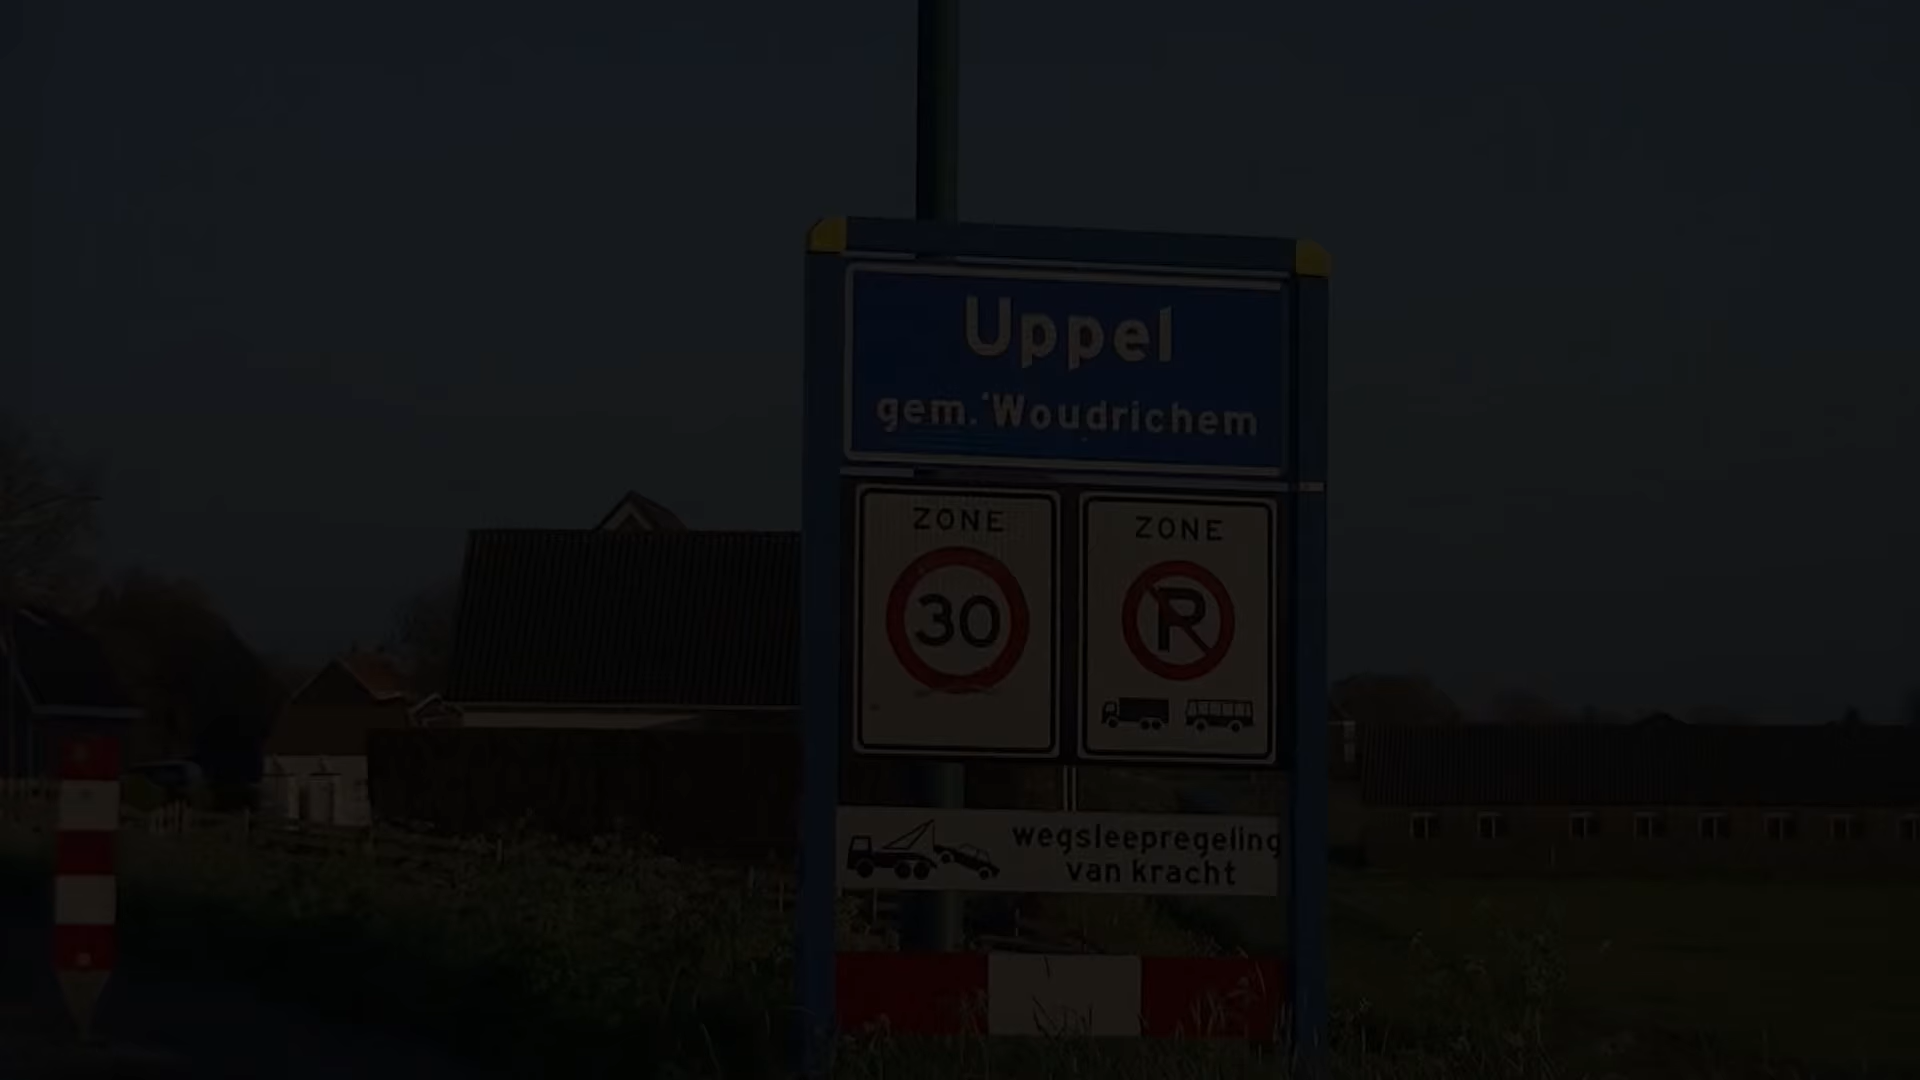 Uppel
gem. Woudrichem
ZONE
30
ZONE
P
wegsleepregeling
van kracht